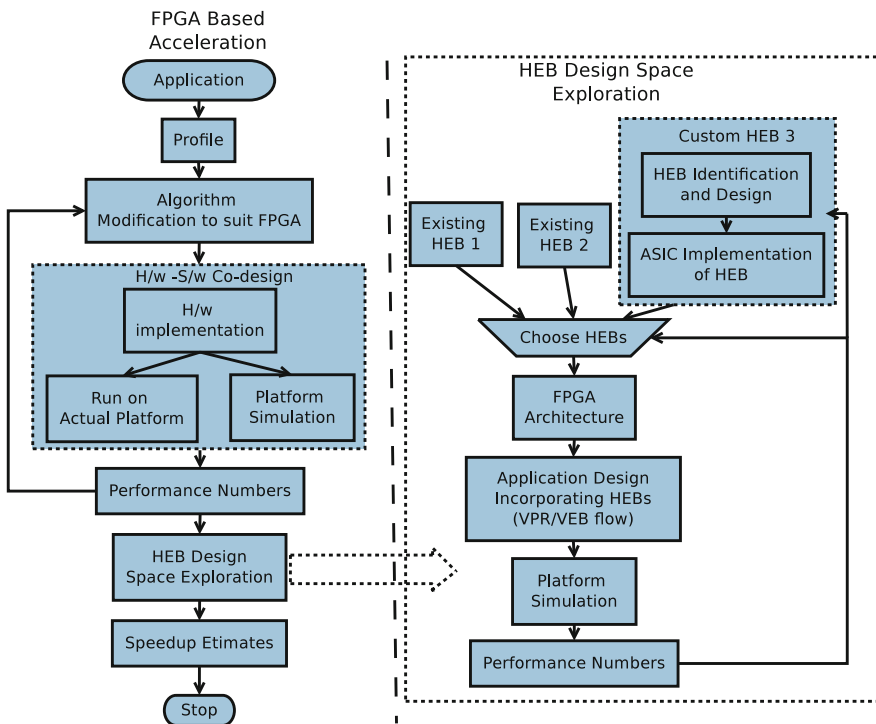 FPGA Based
Acceleration
Application
Profile
Algorithm
Modification to suit FPGA
H/w -S/w Co-design
H/w
implementation
Run on
Actual Platform
Platform
Simulation
Performance Numbers
HEB Design
Space Exploration
Speedup Etimates
Stop
HEB Design Space
Exploration
Custom HEB 3
HEB Identification
and Design
ASIC Implementation
of HEB
Existing
HEB 1
Existing
HEB 2
Choose HEBs
FPGA
Architecture
Application Design
Incorporating HEBs
(VPR/VEB flow)
Platform
Simulation
Performance Numbers